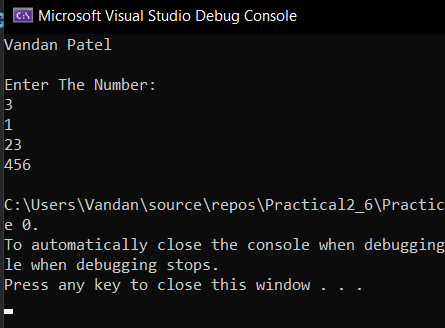 Microsoft Visual Studio Debug Console
Vandan Patel
Enter The Number:
3
1
23
456
C:\Users\Vandan\source\repos\Practical2_6\Practic
e 0.
To automatically close the console when debugging
le when debugging stops.
Press any key to close this window . . .